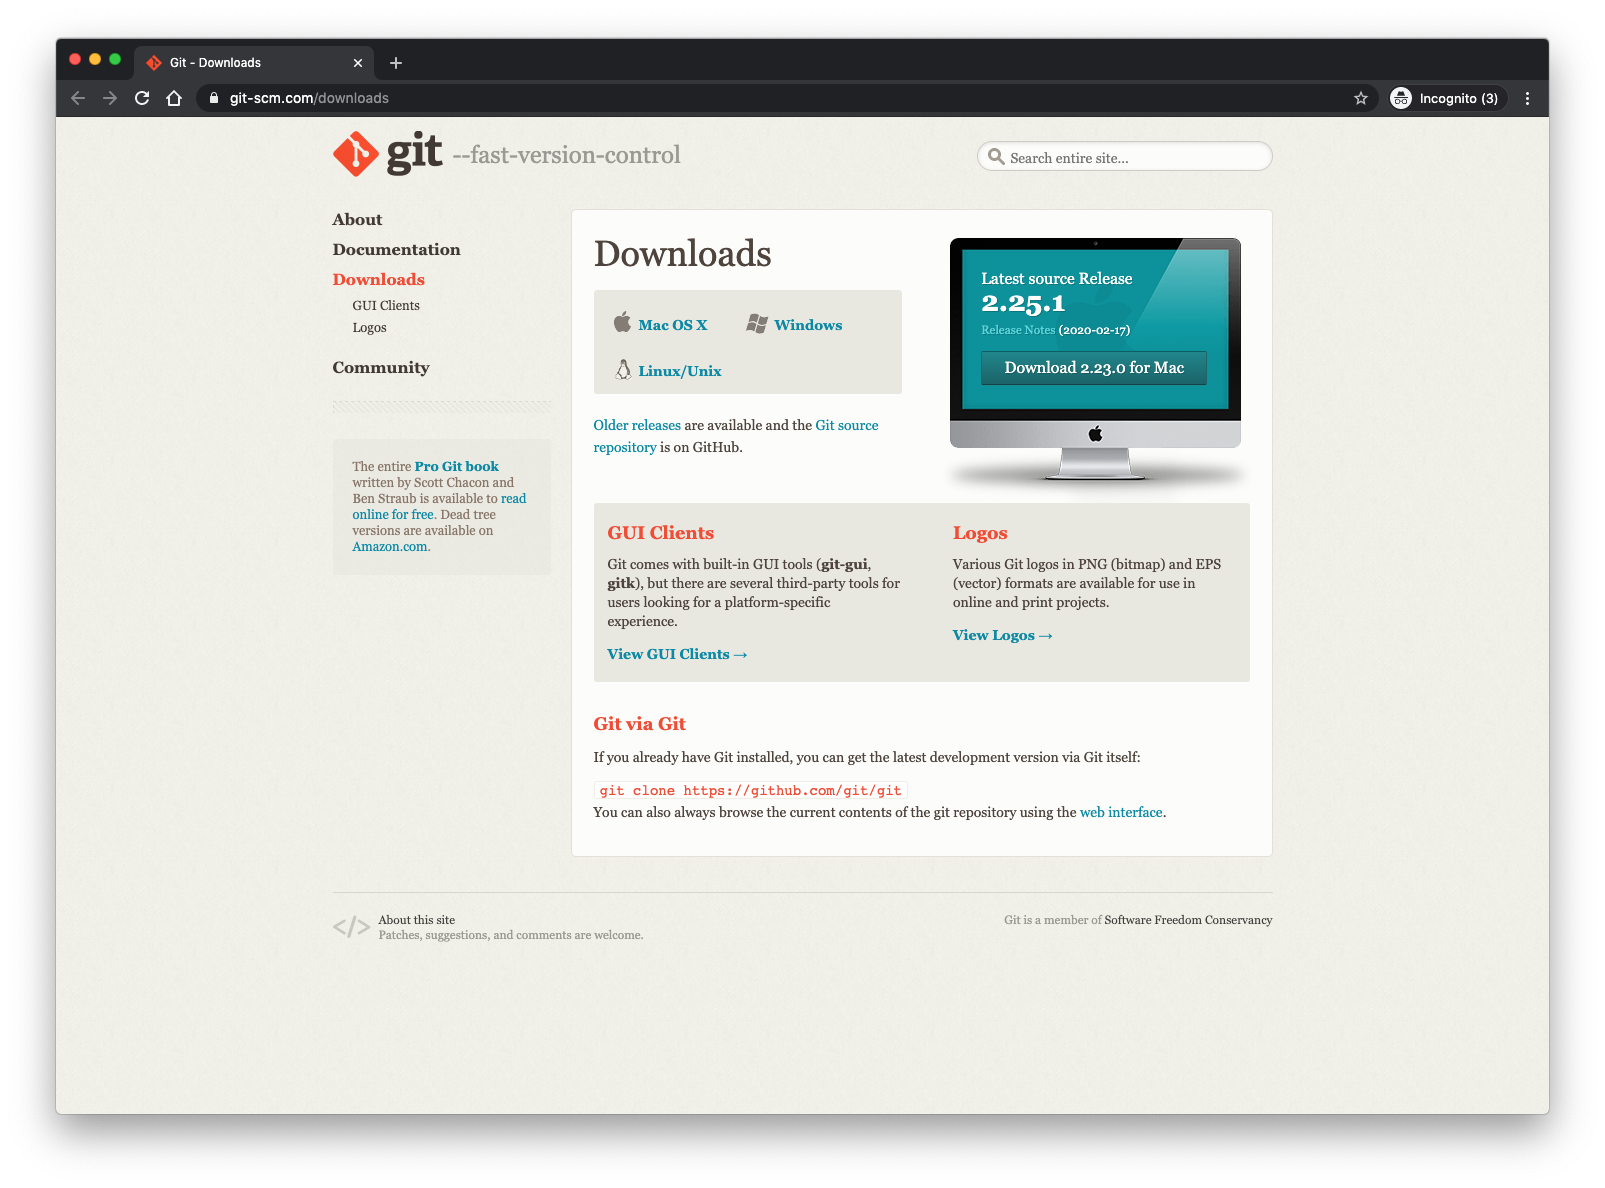 Git - Downloads
git-scm.com/downloads
Incognito (3)
git --fast-version-control
Search entire site...
About
Documentation
Downloads
GUI Clients
Logos
Community
The entire Pro Git book
written by Scott Chacon and
Ben Straub is available to read
online for free. Dead tree
versions are available on
Amazon.com.
Downloads
Mac OS X
Windows
Linux/Unix
Older releases are available and the Git source
repository is on GitHub.
Latest source Release
2.25.1
Release Notes (2020-02-17)
Download 2.23.0 for Mac
GUI Clients
Git comes with built-in GUI tools (git-gui,
gitk), but there are several third-party tools for
users looking for a platform-specific
experience.
View GUI Clients →
Logos
Various Git logos in PNG (bitmap) and EPS
(vector) formats are available for use in
online and print projects.
View Logos →
Git via Git
If you already have Git installed, you can get the latest development version via Git itself:
git clone https://github.com/git/git
You can also always browse the current contents of the git repository using the web interface.
</> About this site
Patches, suggestions, and comments are welcome.
Git is a member of Software Freedom Conservancy